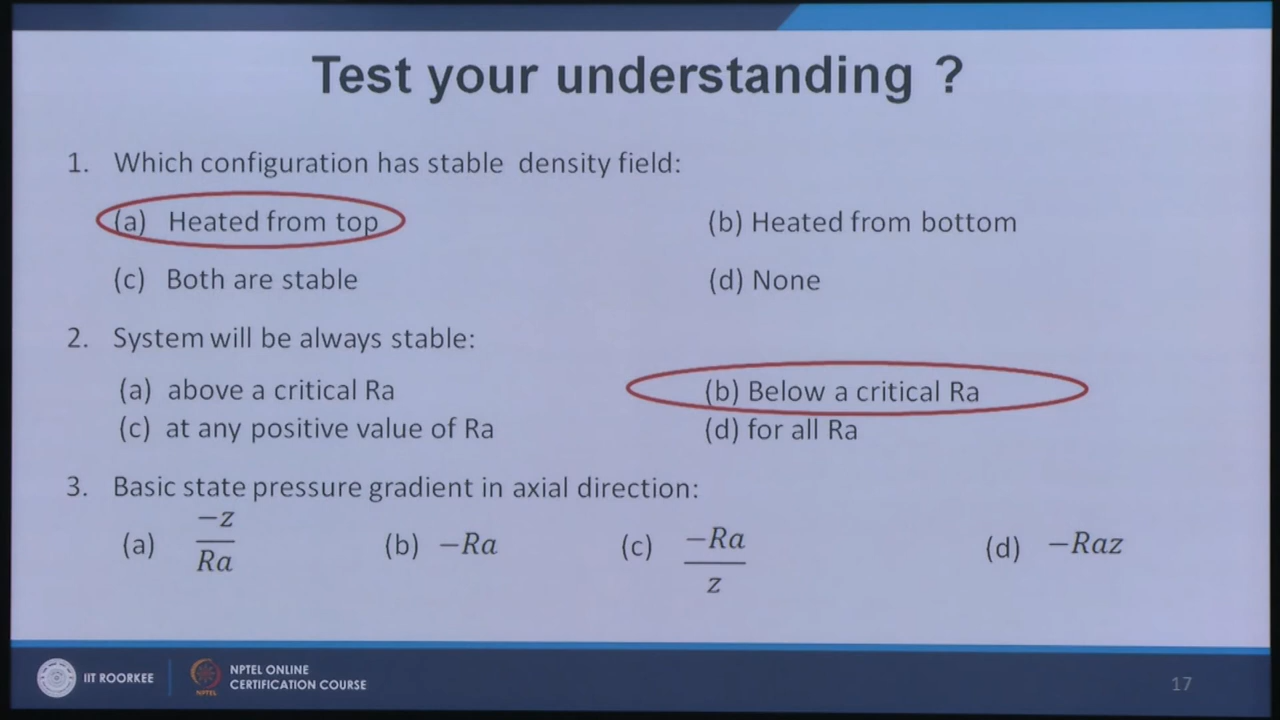 Test your understanding ?
1. Which configuration has stable density field:
(a) Heated from top (b) Heated from bottom
(c) Both are stable (d) None
2. System will be always stable:
(a) above a critical Ra (b) Below a critical Ra
(c) at any positive value of Ra (d) for all Ra
3. Basic state pressure gradient in axial direction:
(a) −z/Ra (b) −Ra (c) −Ra/z (d) −Raz
IIT ROORKEE
NPTEL
NPTEL ONLINE
CERTIFICATION COURSE
17